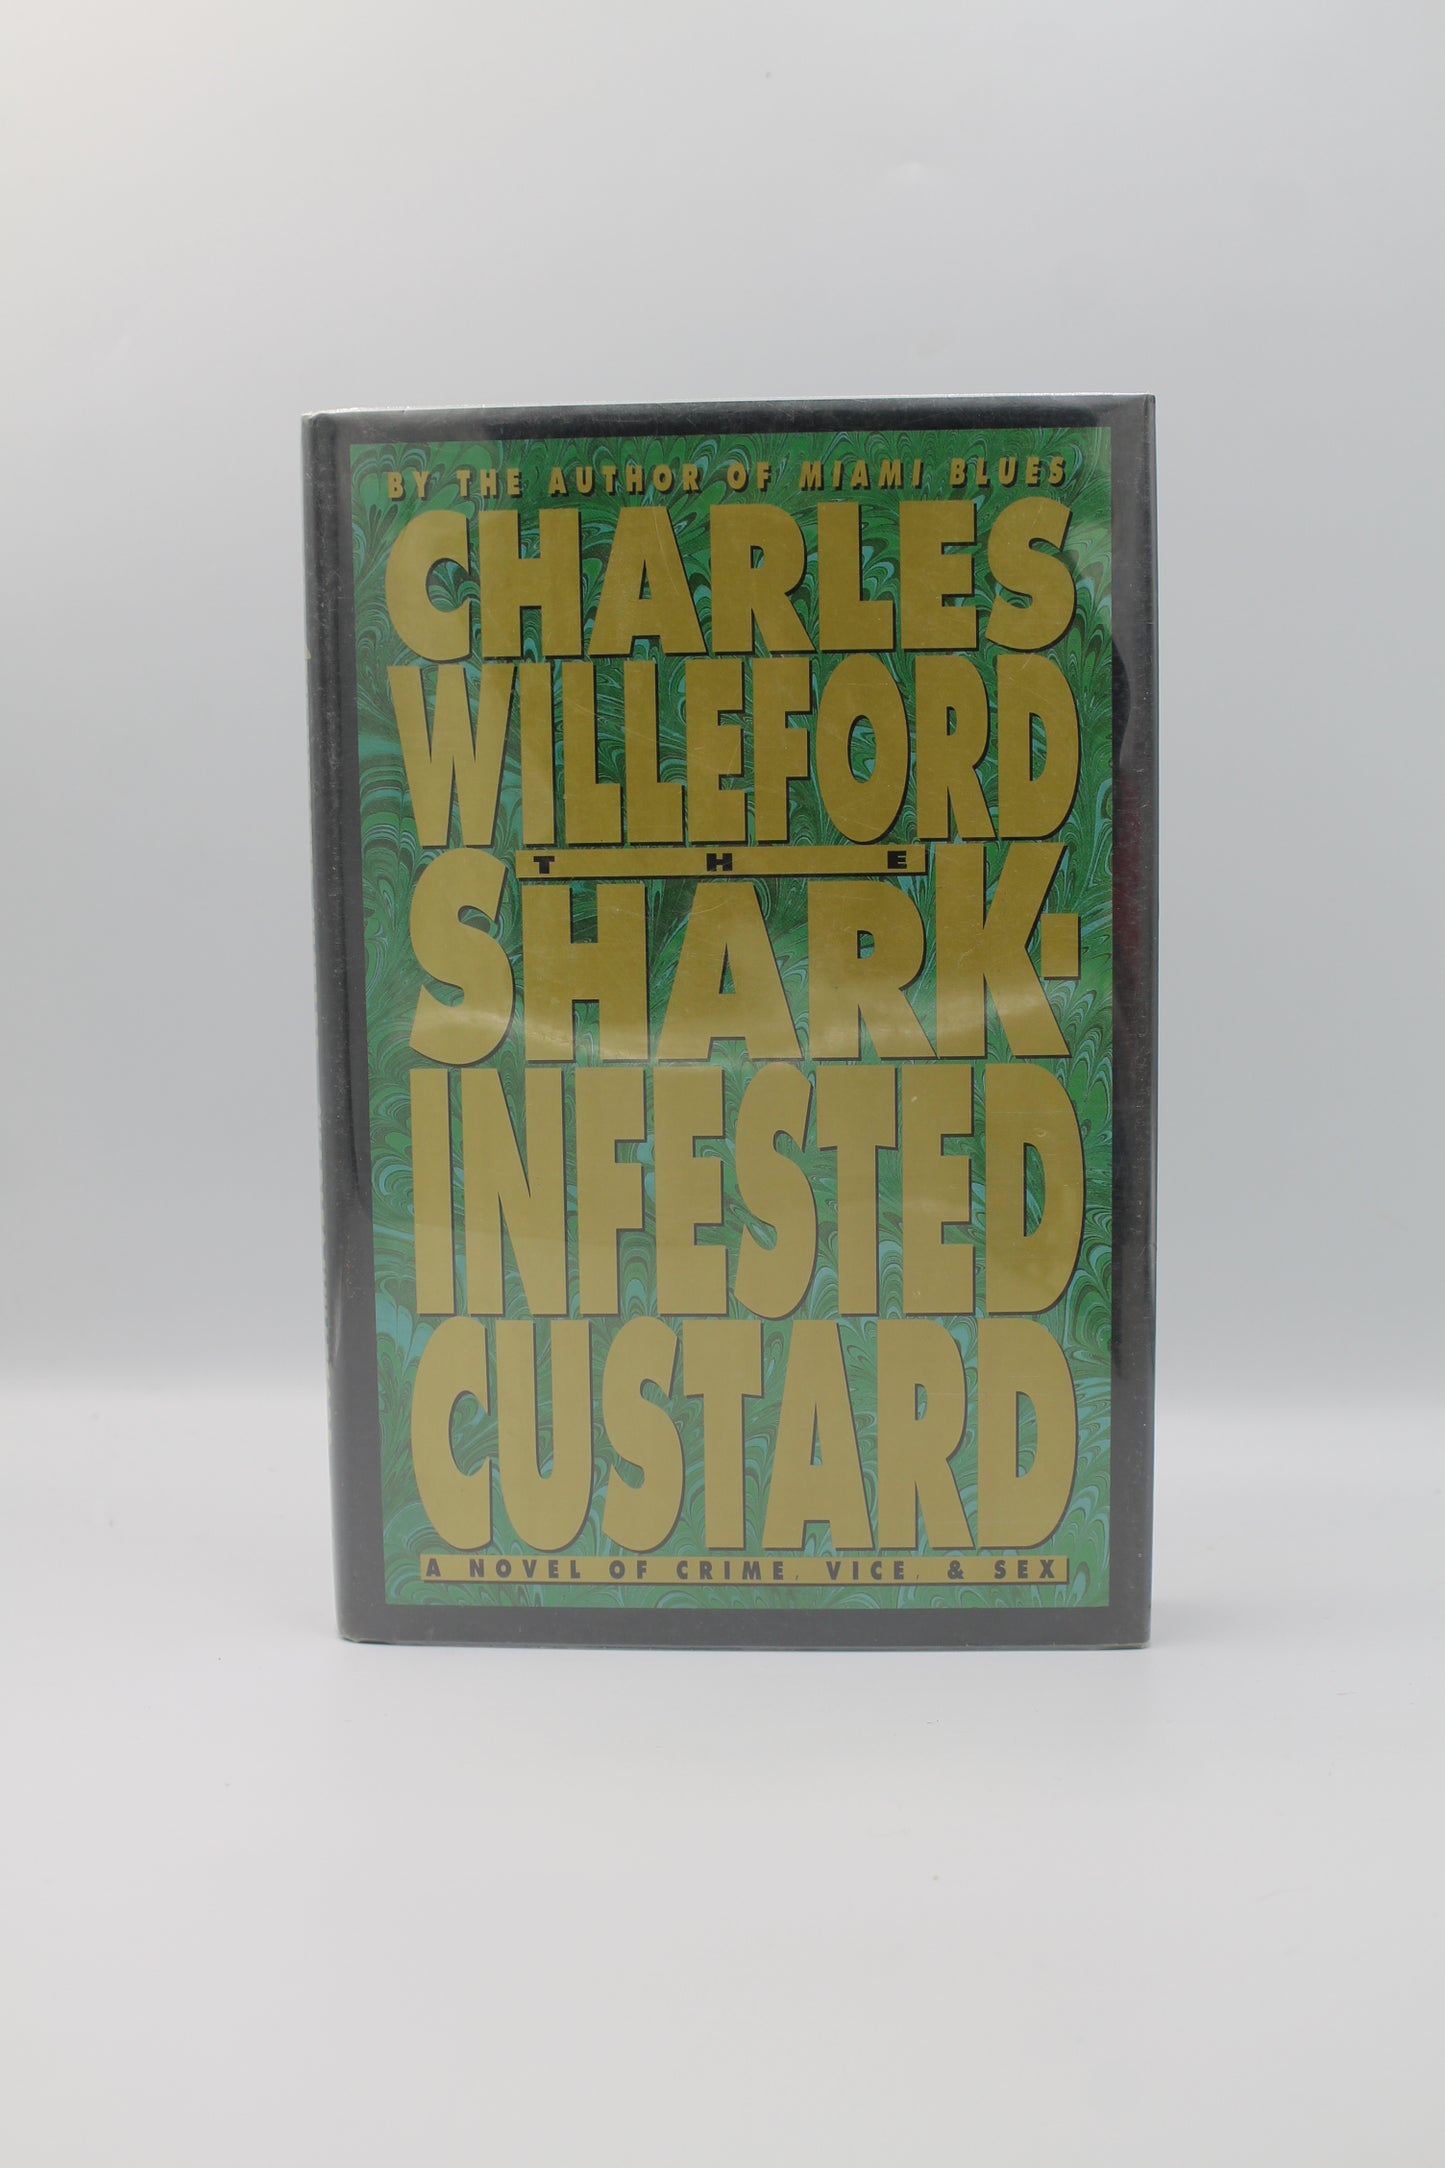 BY THE AUTHOR OF MIAMI BLUES
CHARLES
WILLEFORD
THE
SHARK-
INFESTED
CUSTARD
A NOVEL OF CRIME, VICE, & SEX